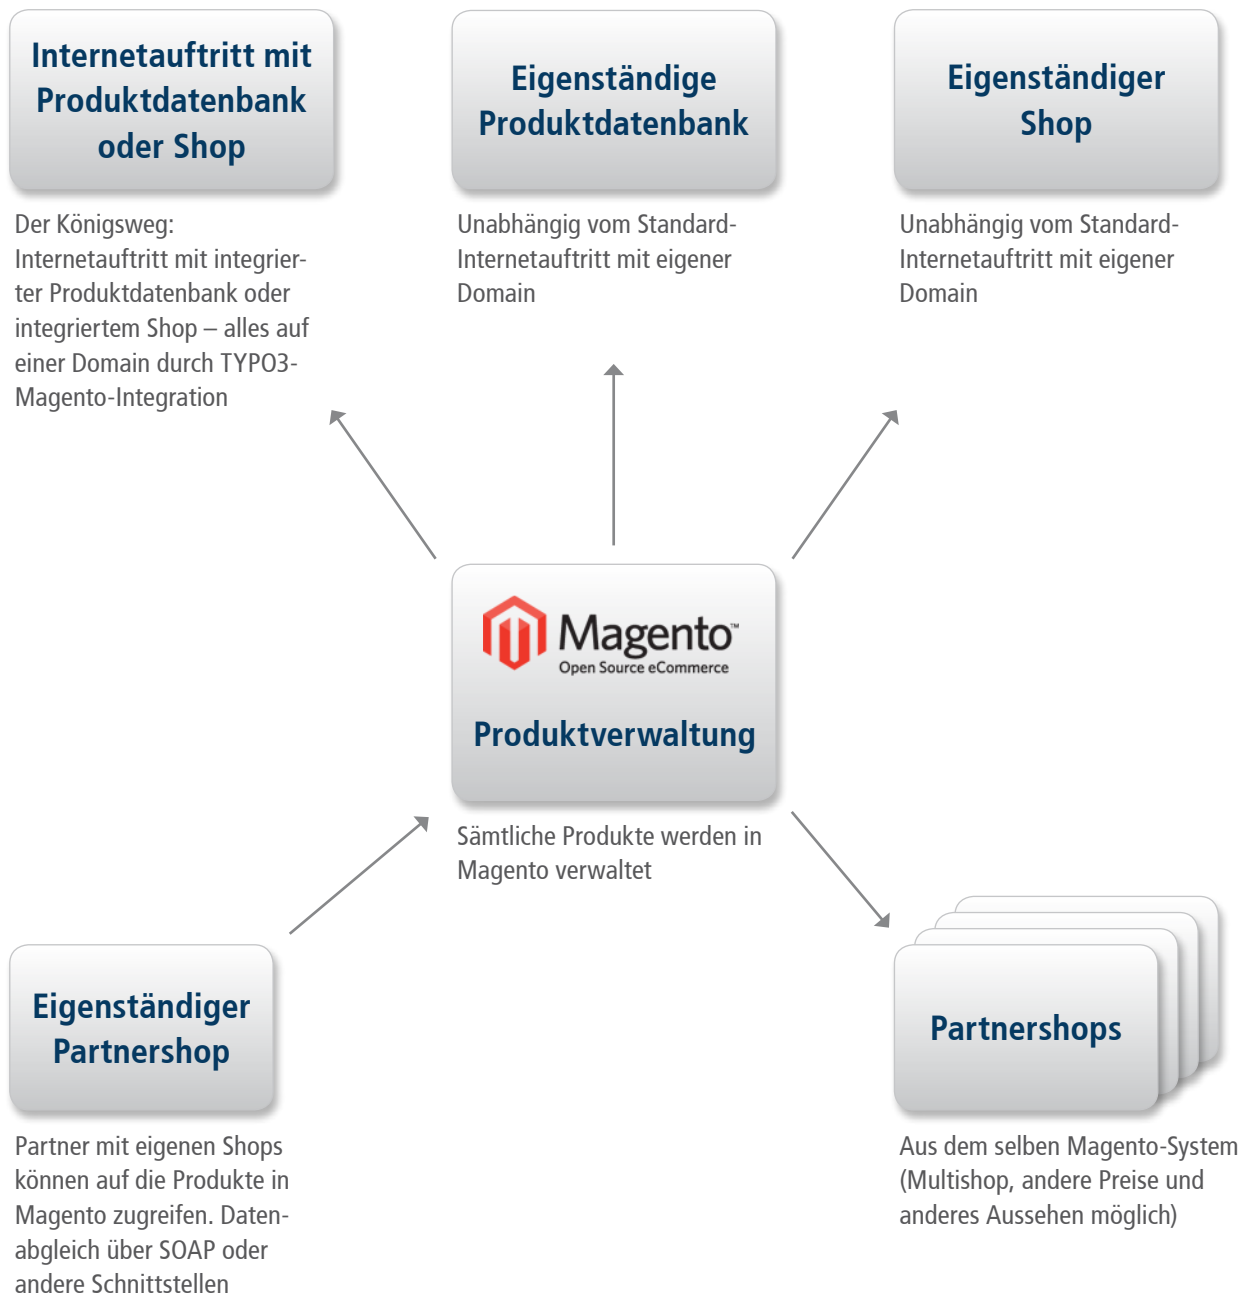 Internetauftritt mit
Produktdatenbank
oder Shop
Der Königsweg:
Internetauftritt mit integrier-
ter Produktdatenbank oder
integriertem Shop – alles auf
einer Domain durch TYPO3-
Magento-Integration
Eigenständige
Produktdatenbank
Unabhängig vom Standard-
Internetauftritt mit eigener
Domain
Eigenständiger
Shop
Unabhängig vom Standard-
Internetauftritt mit eigener
Domain
Magento™
Open Source eCommerce
Produktverwaltung
Sämtliche Produkte werden in
Magento verwaltet
Eigenständiger
Partnershop
Partner mit eigenen Shops
können auf die Produkte in
Magento zugreifen. Daten-
abgleich über SOAP oder
andere Schnittstellen
Partnershops
Aus dem selben Magento-System
(Multishop, andere Preise und
anderes Aussehen möglich)